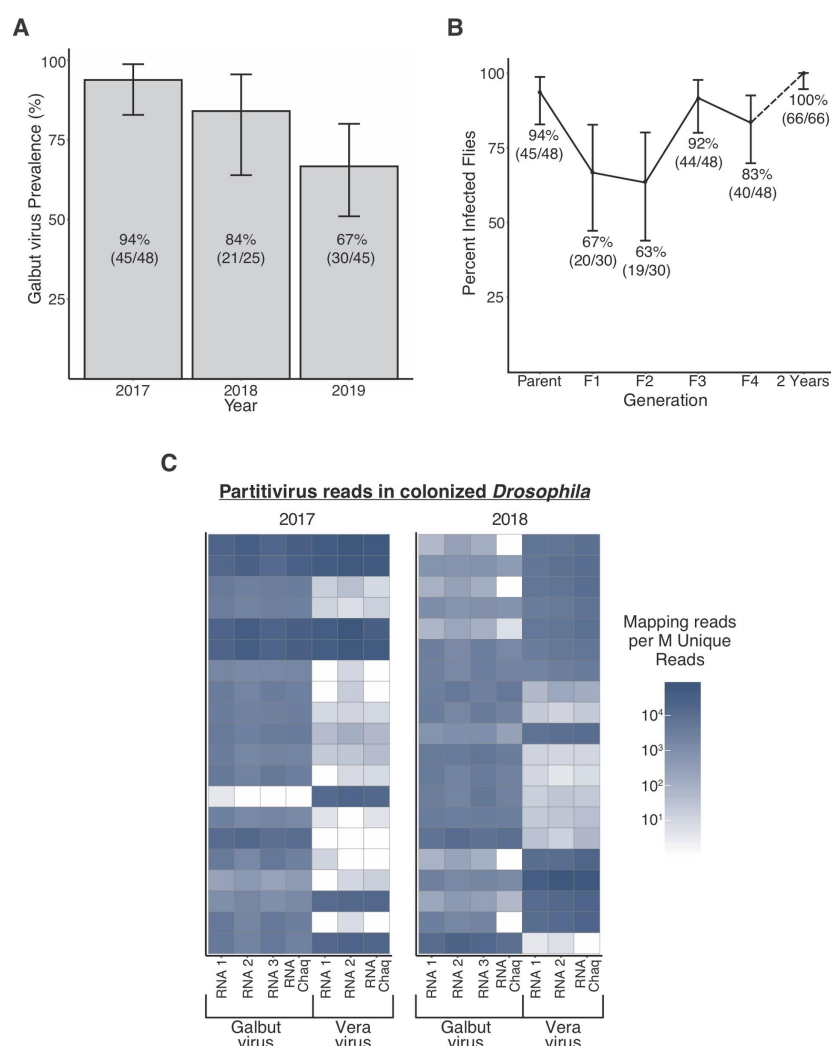 A
Galbut virus Prevalence (%)
100
75
50
25
94%
(45/48)
84%
(21/25)
67%
(30/45)
2017
2018
2019
Year
B
Percent Infected Flies
100
75
50
25
94%
(45/48)
67%
(20/30)
63%
(19/30)
92%
(44/48)
83%
(40/48)
100%
(66/66)
Parent
F1
F2
F3
F4
2 Years
Generation
C
Partitivirus reads in colonized Drosophila
2017
2018
RNA 1
RNA 2
RNA 3
RNA
Chaq
RNA 1
RNA 2
RNA
Chaq
Galbut
virus
Vera
virus
RNA 1
RNA 2
RNA 3
RNA
Chaq
RNA 1
RNA 2
RNA
Chaq
Galbut
virus
Vera
virus
Mapping reads
per M Unique
Reads
10⁴
10³
10²
10¹